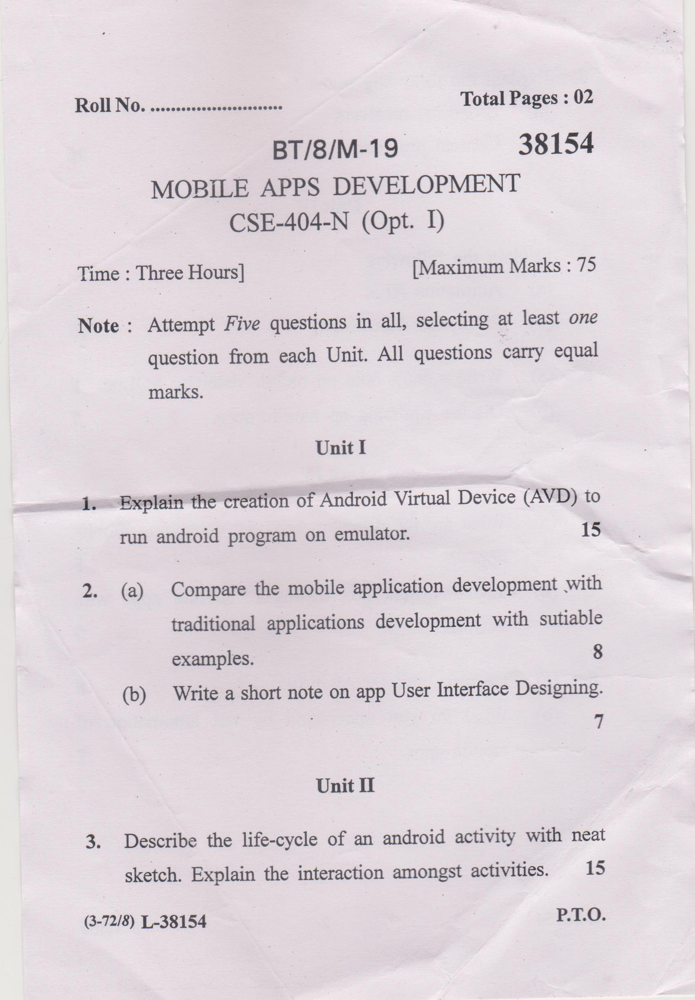 Roll No. ..........................
Total Pages : 02
BT/8/M-19
38154
MOBILE APPS DEVELOPMENT
CSE-404-N (Opt. I)
Time : Three Hours]
[Maximum Marks : 75
Note : Attempt Five questions in all, selecting at least one
question from each Unit. All questions carry equal
marks.
Unit I
1. Explain the creation of Android Virtual Device (AVD) to
run android program on emulator. 15
2. (a) Compare the mobile application development with
traditional applications development with sutiable
examples. 8
(b) Write a short note on app User Interface Designing.
7
Unit II
3. Describe the life-cycle of an android activity with neat
sketch. Explain the interaction amongst activities. 15
(3-72/8) L-38154
P.T.O.